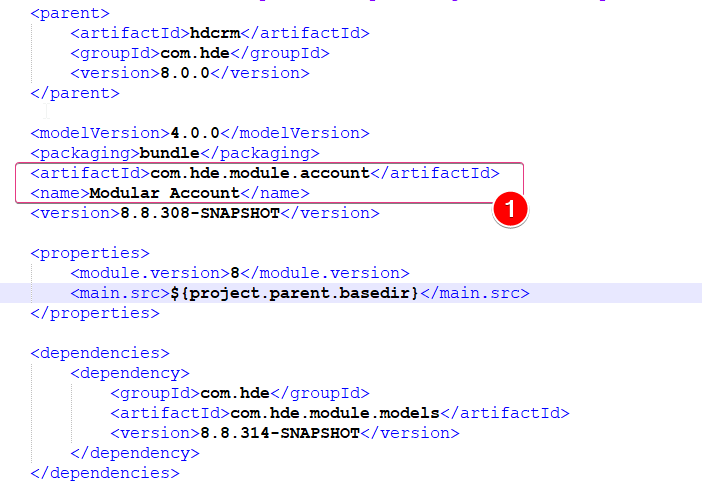 <parent>
<artifactId>hdcrm</artifactId>
<groupId>com.hde</groupId>
<version>8.0.0</version>
</parent>
<modelVersion>4.0.0</modelVersion>
<packaging>bundle</packaging>
<artifactId>com.hde.module.account</artifactId>
<name>Modular Account</name>
1
<version>8.8.308-SNAPSHOT</version>
<properties>
<module.version>8</module.version>
<main.src>${project.parent.basedir}</main.src>
</properties>
<dependencies>
<dependency>
<groupId>com.hde</groupId>
<artifactId>com.hde.module.models</artifactId>
<version>8.8.314-SNAPSHOT</version>
</dependency>
</dependencies>